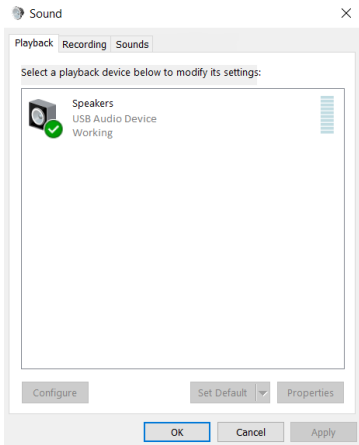 Sound
Playback Recording Sounds
Select a playback device below to modify its settings:
Speakers
USB Audio Device
Working
Configure Set Default Properties
OK Cancel Apply